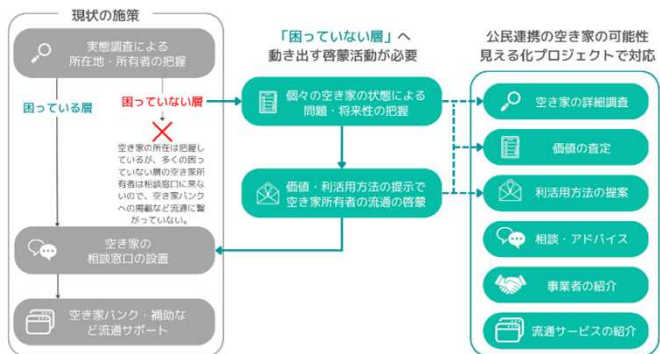 現状の施策
実態調査による
所在地・所有者の把握
困っている層
困っていない層
空き家の所在は把握し
ているが、多くの困っ
ていない層の空き家所
有者は相談窓口に来な
いので、空き家バンク
への掲載など流通に繋
がっていない。
空き家の
相談窓口の設置
空き家バンク・補助な
ど流通サポート
「困っていない層」へ
動き出す啓蒙活動が必要
個々の空き家の状態による
問題・将来性の把握
価値・利活用方法の提示で
空き家所有者の流通の啓蒙
公民連携の空き家の可能性
見える化プロジェクトで対応
空き家の詳細調査
価値の査定
利活用方法の提案
相談・アドバイス
事業者の紹介
流通サービスの紹介